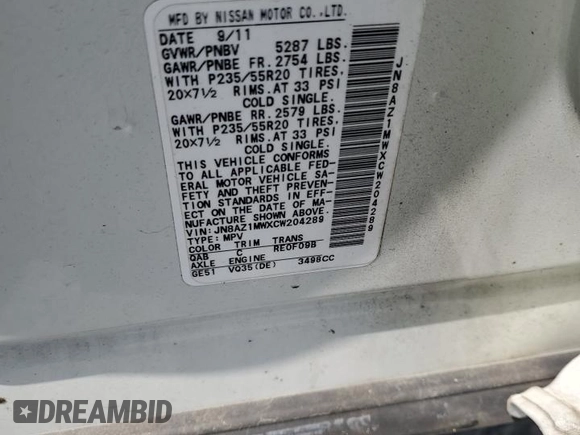 MFD BY NISSAN MOTOR CO.,LTD.
DATE 9/11
GVWR/PNBV 5287 LBS.
GAWR/PNBE FR. 2754 LBS.
WITH P235/55R20 TIRES,
20x7½ RIMS.AT 33 PSI
COLD SINGLE.
GAWR/PNBE RR. 2579 LBS.
WITH P235/55R20 TIRES,
20x7½ RIMS.AT 33 PSI
COLD SINGLE.
THIS VEHICLE CONFORMS
TO ALL APPLICABLE FED-
ERAL MOTOR VEHICLE SA-
FETY AND THEFT PREVEN-
TION STANDARDS IN EFF-
ECT ON THE DATE OF MA-
NUFACTURE SHOWN ABOVE.
VIN: JN8AZ1MWXCW204289
TYPE: MPV
COLOR TRIM TRANS
QAB C RE0F09B
AXLE ENGINE
GE51 VQ35(DE) 3498CC
JN8AZ1MWXCW204289
DREAMBID